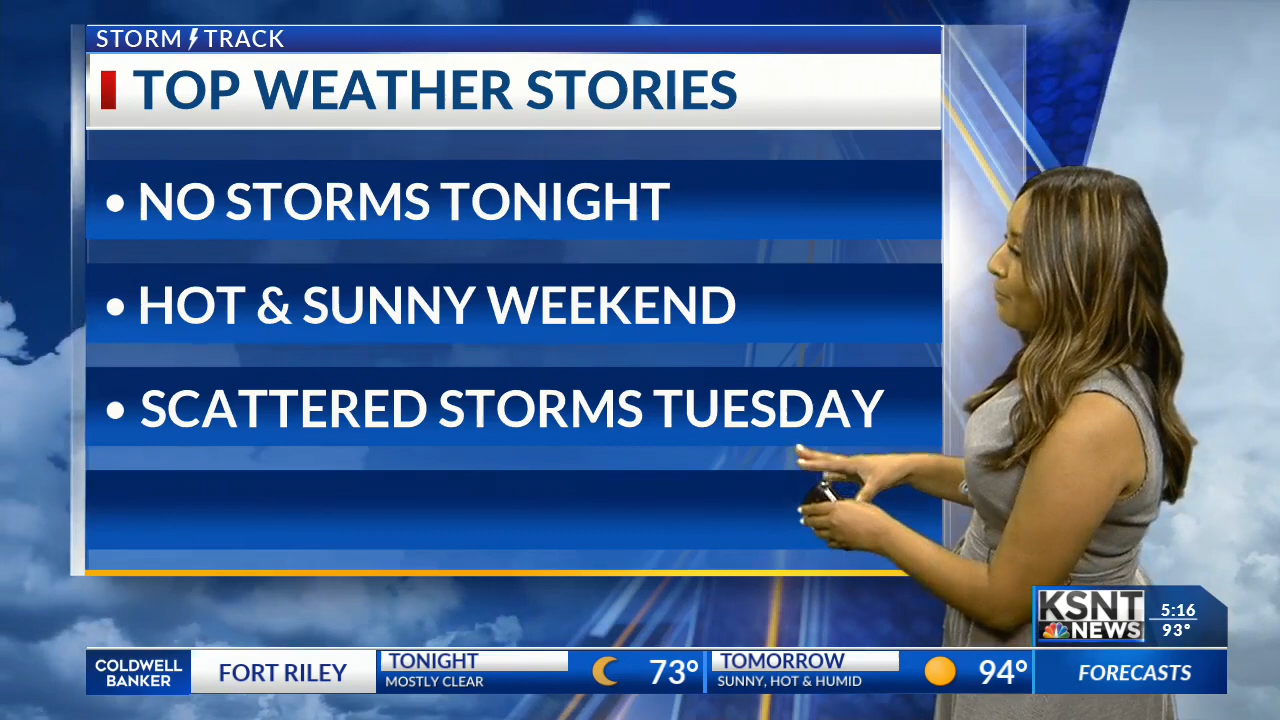 STORM TRACK
TOP WEATHER STORIES
• NO STORMS TONIGHT
• HOT & SUNNY WEEKEND
• SCATTERED STORMS TUESDAY
KSNT
NEWS
5:16
93°
COLDWELL
BANKER
FORT RILEY
TONIGHT
MOSTLY CLEAR
73°
TOMORROW
SUNNY, HOT & HUMID
94°
FORECASTS